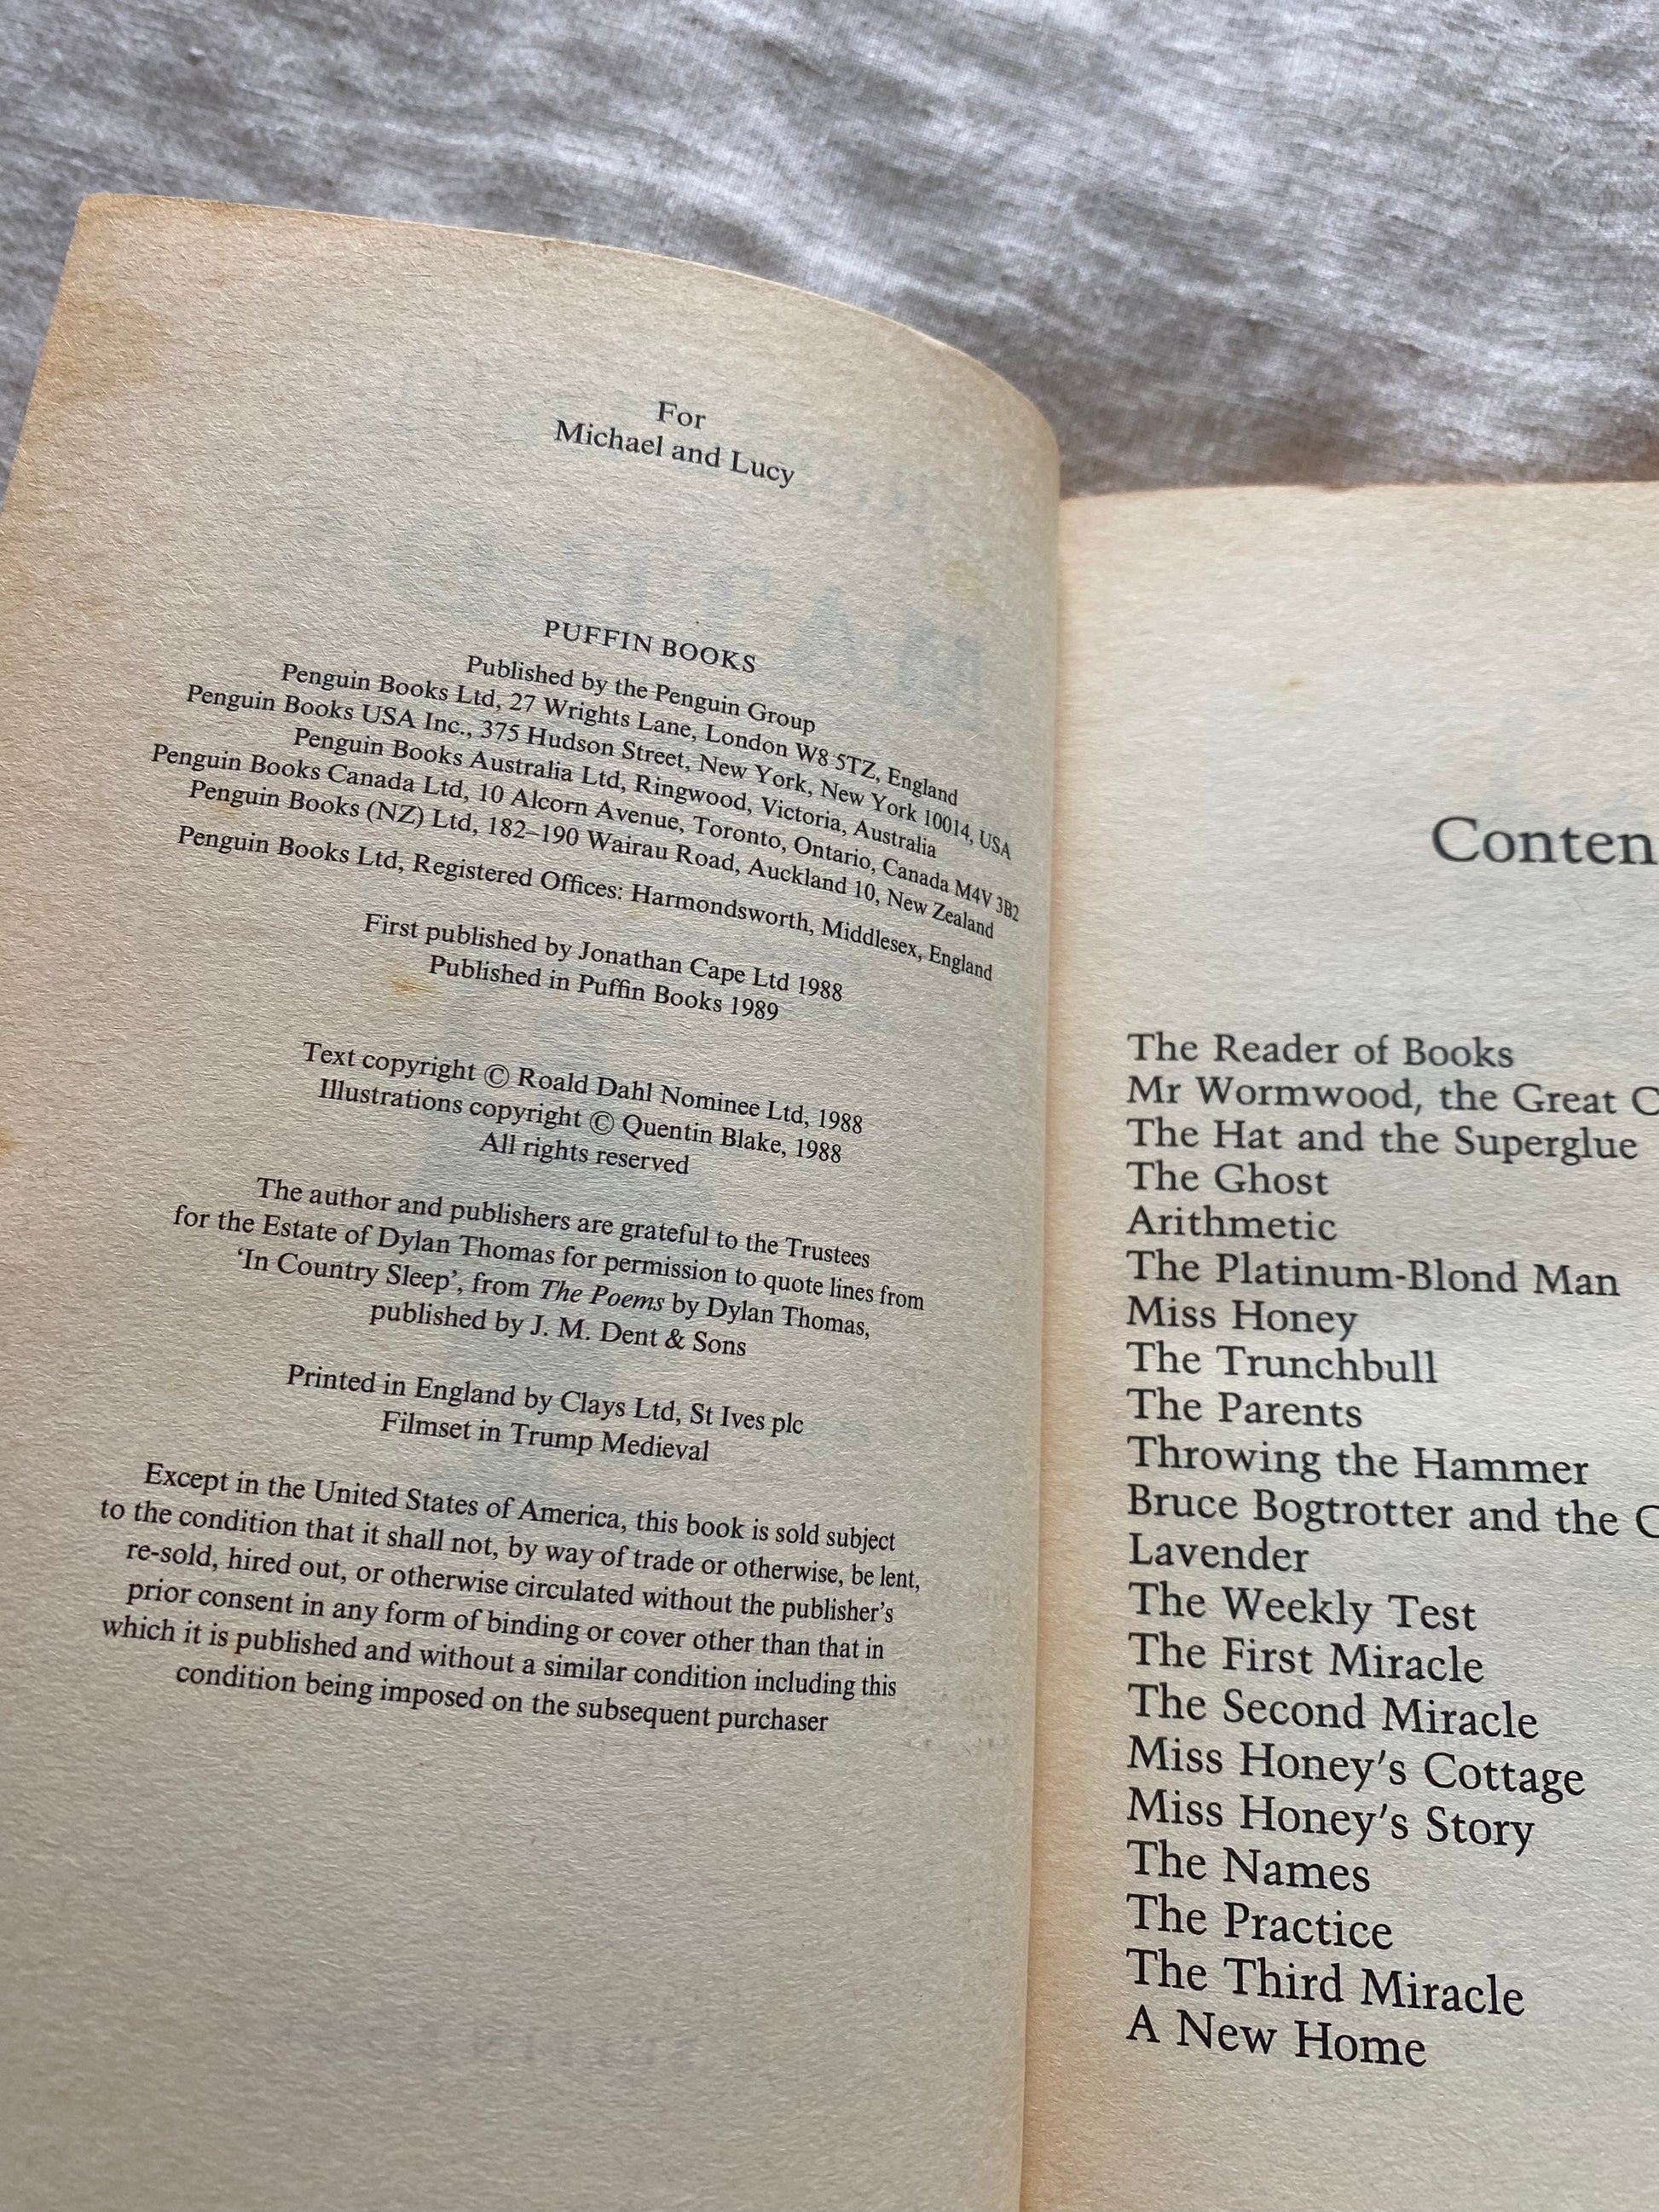 For
Michael and Lucy
PUFFIN BOOKS
Published by the Penguin Group
Penguin Books Ltd, 27 Wrights Lane, London W8 5TZ, England
Penguin Books USA Inc., 375 Hudson Street, New York, New York 10014, USA
Penguin Books Australia Ltd, Ringwood, Victoria, Australia
Penguin Books Canada Ltd, 10 Alcorn Avenue, Toronto, Ontario, Canada M4V 3B2
Penguin Books (NZ) Ltd, 182–190 Wairau Road, Auckland 10, New Zealand
Penguin Books Ltd, Registered Offices: Harmondsworth, Middlesex, England
First published by Jonathan Cape Ltd 1988
Published in Puffin Books 1989
Text copyright © Roald Dahl Nominee Ltd, 1988
Illustrations copyright © Quentin Blake, 1988
All rights reserved
The author and publishers are grateful to the Trustees
for the Estate of Dylan Thomas for permission to quote lines from
‘In Country Sleep’, from The Poems by Dylan Thomas,
published by J. M. Dent & Sons
Printed in England by Clays Ltd, St Ives plc
Filmset in Trump Medieval
Except in the United States of America, this book is sold subject
to the condition that it shall not, by way of trade or otherwise, be lent,
re-sold, hired out, or otherwise circulated without the publisher’s
prior consent in any form of binding or cover other than that in
which it is published and without a similar condition including this
condition being imposed on the subsequent purchaser
Conten
The Reader of Books
Mr Wormwood, the Great C
The Hat and the Superglue
The Ghost
Arithmetic
The Platinum-Blond Man
Miss Honey
The Trunchbull
The Parents
Throwing the Hammer
Bruce Bogtrotter and the C
Lavender
The Weekly Test
The First Miracle
The Second Miracle
Miss Honey’s Cottage
Miss Honey’s Story
The Names
The Practice
The Third Miracle
A New Home